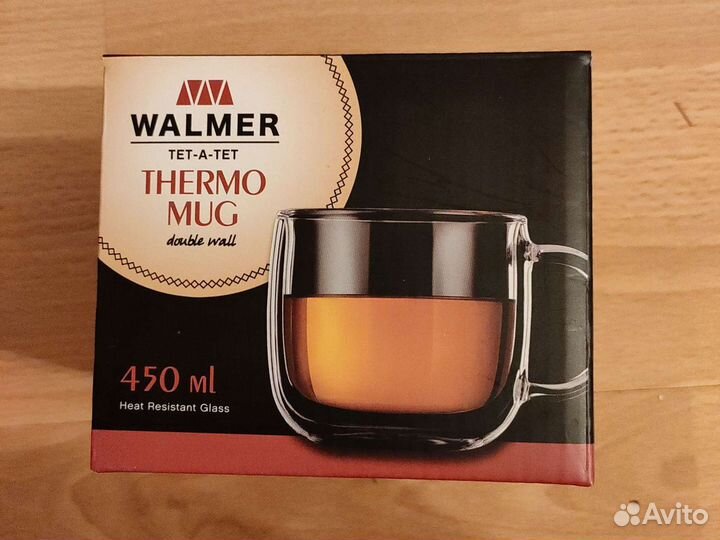 WALMER
TET-A-TET
THERMO
MUG
double wall
450 ml
Heat Resistant Glass
Avito